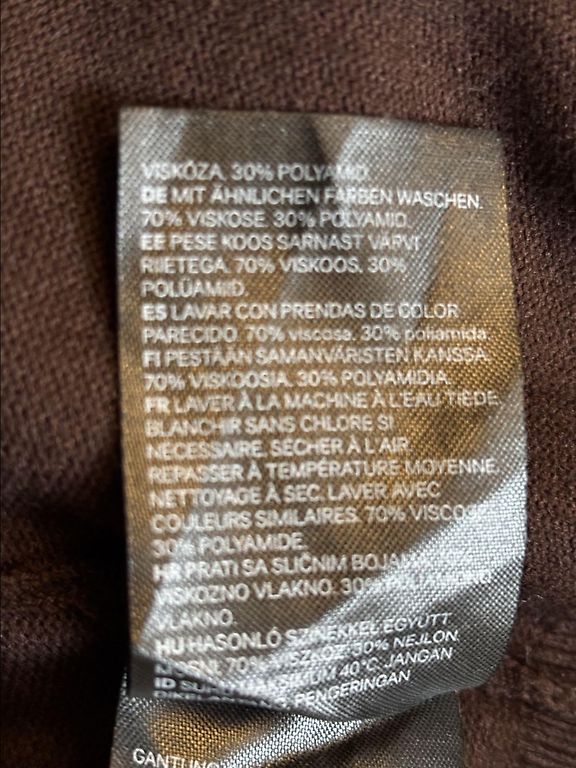 VISKÓZA, 30% POLYAMID.
DE MIT ÄHNLICHEN FARBEN WASCHEN.
70% VISKOSE. 30% POLYAMID.
EE PESE KOOS SARNAST VÄRVI
RIIETEGA. 70% VISKOOS, 30%
POLÜAMIID.
ES LAVAR CON PRENDAS DE COLOR
PARECIDO. 70% viscosa. 30% poliamida.
FI PESTÄÄN SAMANVÄRISTEN KANSSA.
70% VISKOOSIA. 30% POLYAMIDIA.
FR LAVER À LA MACHINE À L'EAU TIÈDE.
BLANCHIR SANS CHLORE SI
NÉCESSAIRE. SÉCHER À L'AIR.
REPASSER À TEMPÉRATURE MOYENNE.
NETTOYAGE À SEC. LAVER AVEC
COULEURS SIMILAIRES. 70%
30% POLYAMIDE.
HR PRATI SA SLIČNIM
VISKOZNO VLAKNO. 30%
VLAKNO.
HU HASONLÓ SZÍNEKKEL EGYÜTT
70% 30% NEJLON.
ID 40°C. JANGAN
PENGERINGAN